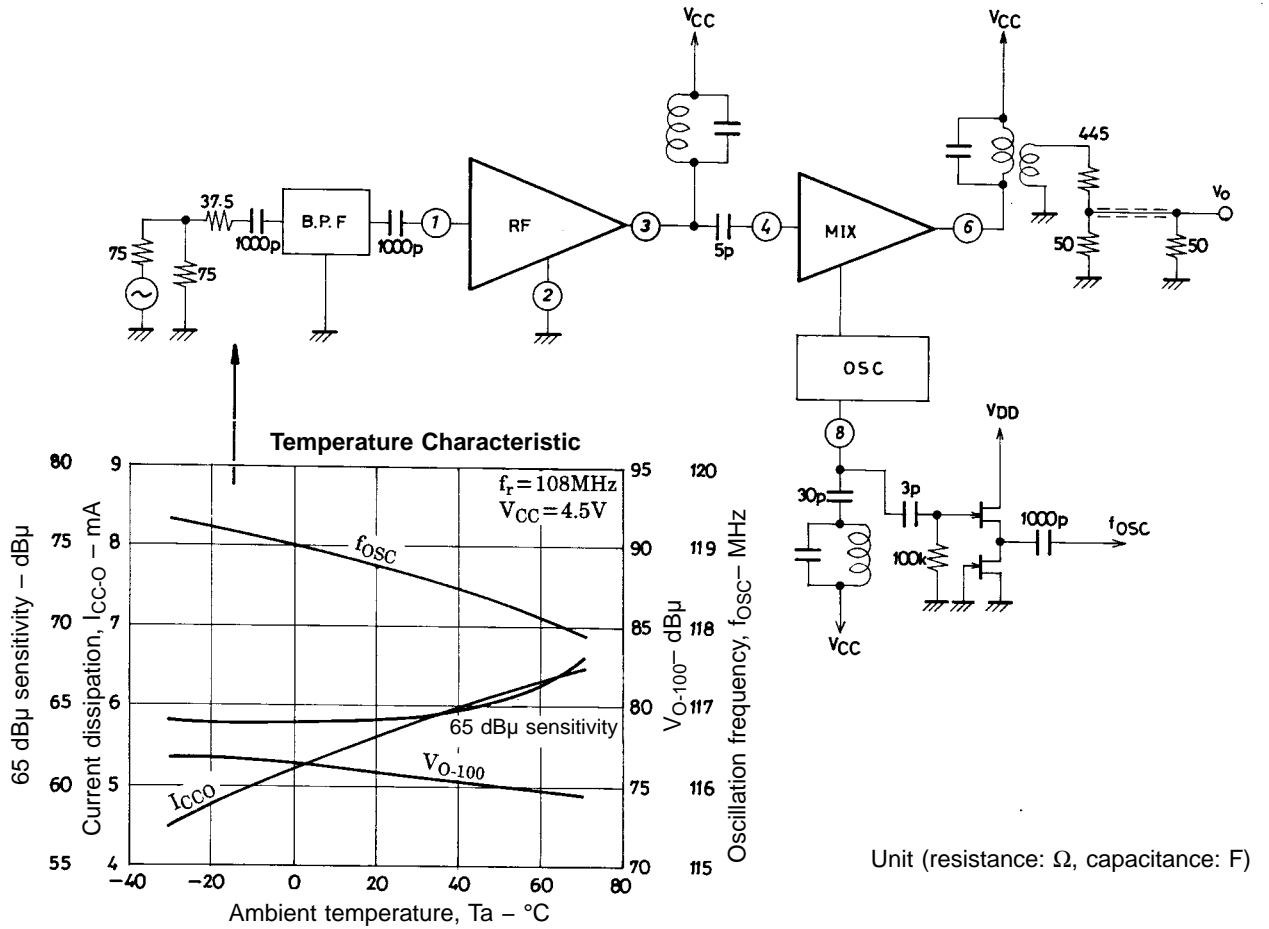 VCC
VCC
445
37.5
B.P.F
1
RF
3
4
MIX
6
VO
1000p
1000p
5p
75
75
50
50
2
OSC
8
VDD
30p
3p
1000p
fOSC
100k
VCC
Temperature Characteristic
fr=108MHz
VCC=4.5V
fOSC
65 dBµ sensitivity
VO-100
ICCO
80
75
70
65
60
55
65 dBµ sensitivity – dBµ
9
8
7
6
5
4
Current dissipation, ICC-O – mA
95
90
85
80
75
70
VO-100– dBµ
120
119
118
117
116
115
Oscillation frequency, fOSC– MHz
–40 –20 0 20 40 60 80
Ambient temperature, Ta – °C
Unit (resistance: Ω, capacitance: F)